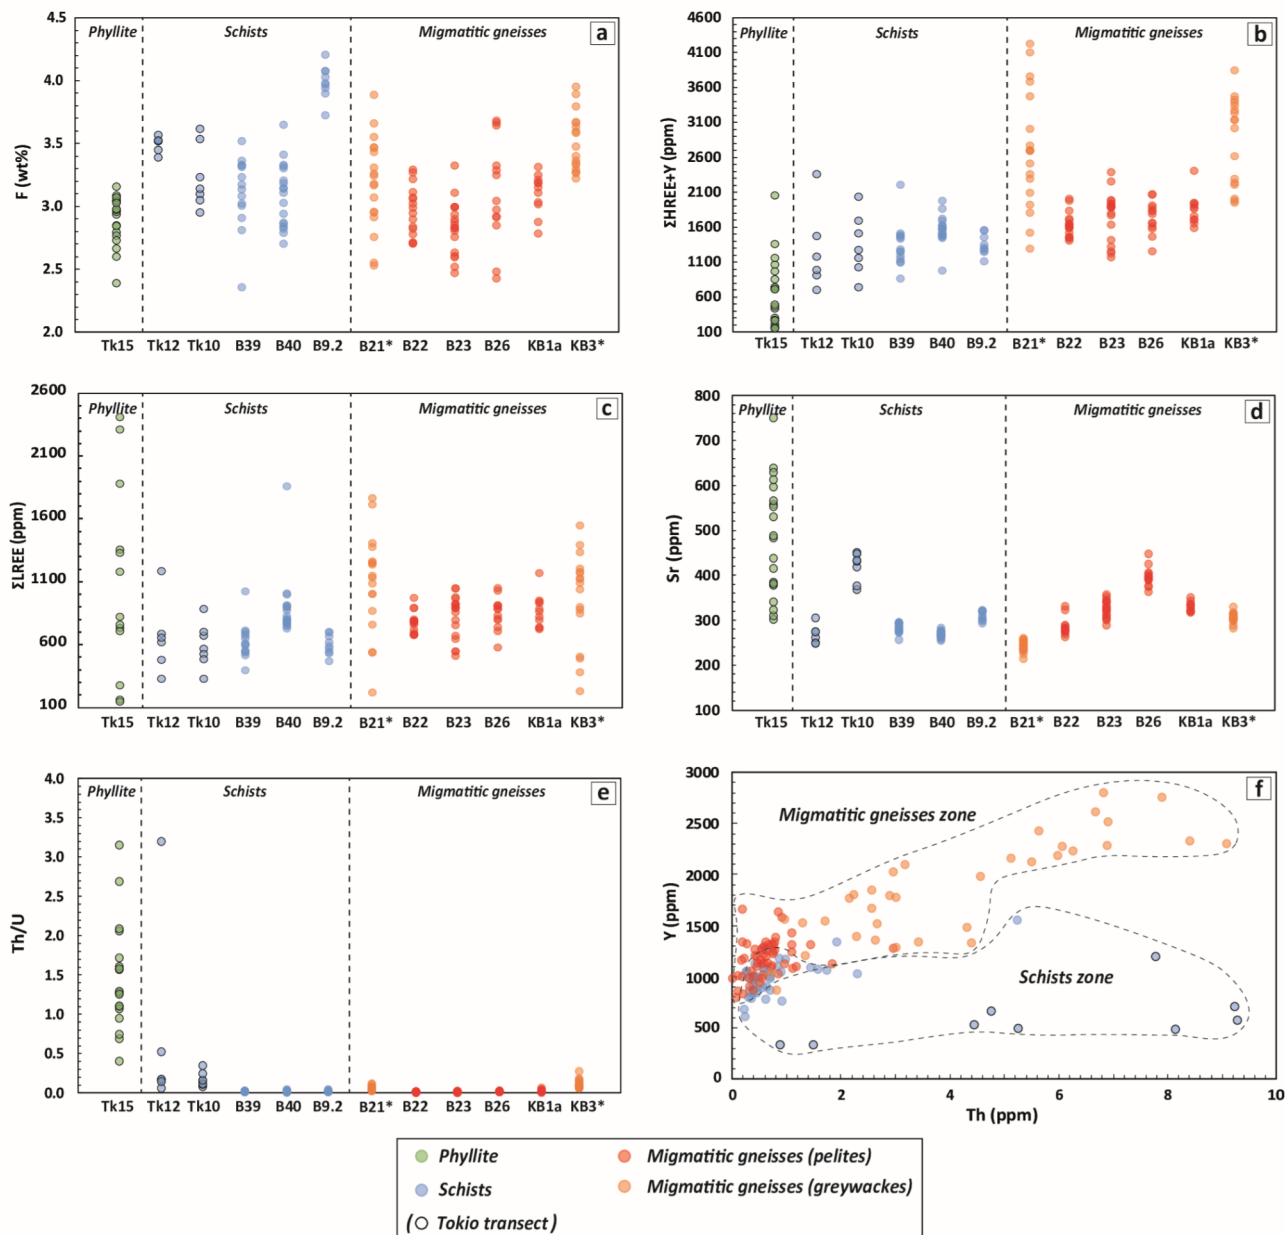 a
Phyllite Schists Migmatitic gneisses
F (wt%)
4.5
4.0
3.5
3.0
2.5
2.0
Tk15 Tk12 Tk10 B39 B40 B9.2 B21* B22 B23 B26 KB1a KB3*
b
Phyllite Schists Migmatitic gneisses
ΣHREE+Y (ppm)
4600
4100
3600
3100
2600
2100
1600
1100
600
100
Tk15 Tk12 Tk10 B39 B40 B9.2 B21* B22 B23 B26 KB1a KB3*
c
Phyllite Schists Migmatitic gneisses
ΣLREE (ppm)
2600
2100
1600
1100
600
100
Tk15 Tk12 Tk10 B39 B40 B9.2 B21* B22 B23 B26 KB1a KB3*
d
Phyllite Schists Migmatitic gneisses
Sr (ppm)
800
700
600
500
400
300
200
100
Tk15 Tk12 Tk10 B39 B40 B9.2 B21* B22 B23 B26 KB1a KB3*
e
Phyllite Schists Migmatitic gneisses
Th/U
4.0
3.5
3.0
2.5
2.0
1.5
1.0
0.5
0.0
Tk15 Tk12 Tk10 B39 B40 B9.2 B21* B22 B23 B26 KB1a KB3*
f
Migmatitic gneisses zone
Schists zone
Y (ppm)
3000
2500
2000
1500
1000
500
0
0 2 4 6 8 10
Th (ppm)
Phyllite
Migmatitic gneisses (pelites)
Schists
Migmatitic gneisses (greywackes)
( Tokio transect )